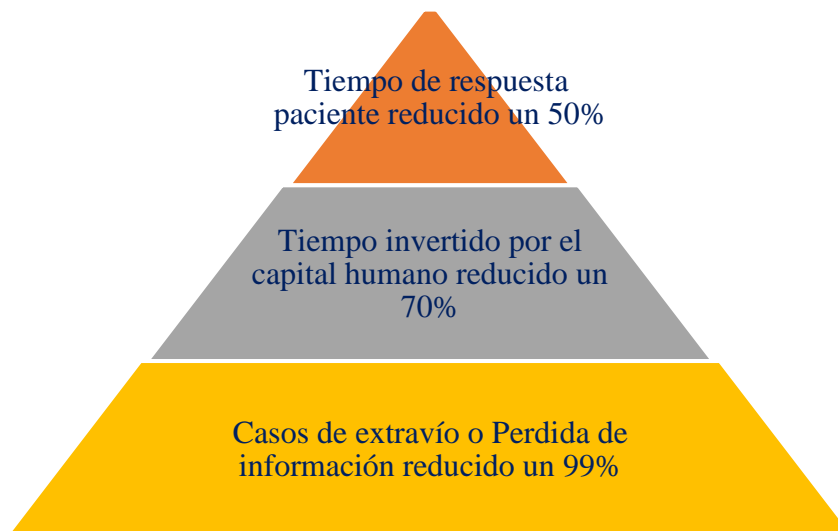 Tiempo de respuesta
paciente reducido un 50%
Tiempo invertido por el
capital humano reducido un
70%
Casos de extravío o Perdida de
información reducido un 99%